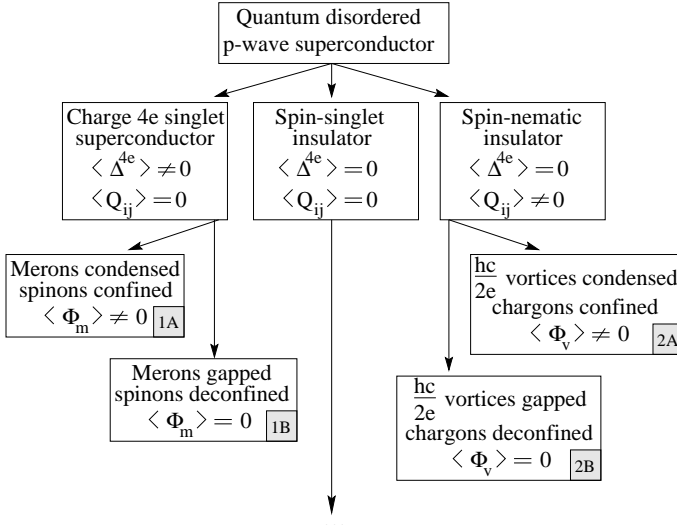 Quantum disordered
p-wave superconductor
Charge 4e singlet
superconductor
⟨ Δ^{4e} ⟩ ≠ 0
⟨ Q_{ij} ⟩ = 0
Spin-singlet
insulator
⟨ Δ^{4e} ⟩ = 0
⟨ Q_{ij} ⟩ = 0
Spin-nematic
insulator
⟨ Δ^{4e} ⟩ = 0
⟨ Q_{ij} ⟩ ≠ 0
Merons condensed
spinons confined
⟨ Φ_m ⟩ ≠ 0 1A
hc/2e vortices condensed
chargons confined
⟨ Φ_v ⟩ ≠ 0 2A
Merons gapped
spinons deconfined
⟨ Φ_m ⟩ = 0 1B
hc/2e vortices gapped
chargons deconfined
⟨ Φ_v ⟩ = 0 2B